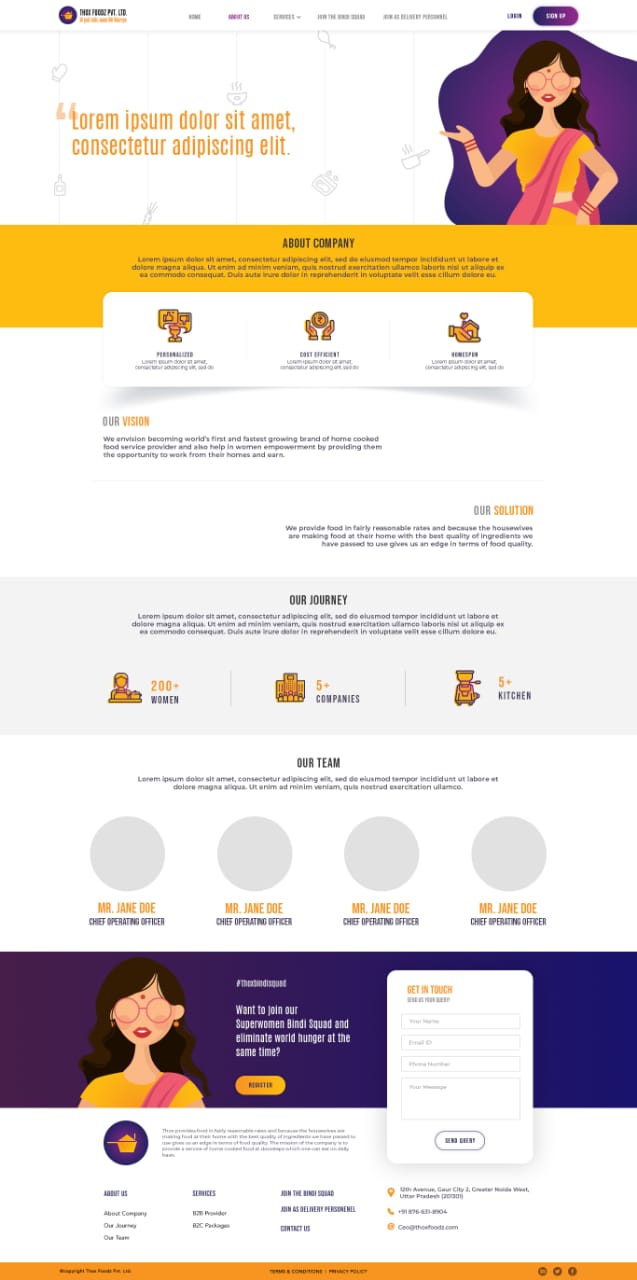 THOX FOODZ PVT. LTD.
HOME
ABOUT US
SERVICES
JOIN THE BINDI SQUAD
JOIN AS DELIVERY PERSONNEL
LOGIN
SIGN UP
“Lorem ipsum dolor sit amet,
consectetur adipiscing elit.
ABOUT COMPANY
Lorem ipsum dolor sit amet, consectetur adipiscing elit, sed do eiusmod tempor incididunt ut labore et
dolore magna aliqua. Ut enim ad minim veniam, quis nostrud exercitation ullamco laboris nisi ut aliquip ex
ea commodo consequat. Duis aute irure dolor in reprehenderit in voluptate velit esse cillum dolore eu.
PERSONALIZED
Lorem ipsum dolor sit amet,
consectetur adipiscing elit, sed do
COST EFFICIENT
Lorem ipsum dolor sit amet,
consectetur adipiscing elit, sed do
HOMESPUN
Lorem ipsum dolor sit amet,
consectetur adipiscing elit, sed do
OUR VISION
We envision becoming world's first and fastest growing brand of home cooked
food service provider and also help in women empowerment by providing them
the opportunity to work from their homes and earn.
OUR SOLUTION
We provide food in fairly reasonable rates and because the housewives
are making food at their home with the best quality of ingredients we
have passed to use gives us an edge in terms of food quality.
OUR JOURNEY
Lorem ipsum dolor sit amet, consectetur adipiscing elit, sed do eiusmod tempor incididunt ut labore et
dolore magna aliqua. Ut enim ad minim veniam, quis nostrud exercitation ullamco laboris nisi ut aliquip ex
ea commodo consequat. Duis aute irure dolor in reprehenderit in voluptate velit esse cillum dolore eu.
200+
WOMEN
5+
COMPANIES
5+
KITCHEN
OUR TEAM
Lorem ipsum dolor sit amet, consectetur adipiscing elit, sed do eiusmod tempor incididunt ut labore et
dolore magna aliqua. Ut enim ad minim veniam, quis nostrud exercitation ullamco.
MR. JANE DOE
CHIEF OPERATING OFFICER
MR. JANE DOE
CHIEF OPERATING OFFICER
MR. JANE DOE
CHIEF OPERATING OFFICER
MR. JANE DOE
CHIEF OPERATING OFFICER
#thoxbindisquad
Want to join our
Superwomen Bindi Squad and
eliminate world hunger at the
same time?
REGISTER
GET IN TOUCH
SEND US YOUR QUERY!
Your Name
Email ID
Phone Number
Your Message
SEND QUERY
Thox provides food in fairly reasonable rates and because the housewives are
making food at their home with the best quality of ingredients we have passed to
use gives us an edge in terms of food quality. The mission of the company is to
provide a service of home cooked food at doorsteps which one can eat on daily
basis.
ABOUT US
About Company
Our Journey
Our Team
SERVICES
B2B Provider
B2C Packages
JOIN THE BINDI SQUAD
JOIN AS DELIVERY PERSONENEL
CONTACT US
12th Avenue, Gaur City 2, Greater Noida West,
Uttar Pradesh (201301)
+91 876-631-8904
Ceo@thoxfoodz.com
©copyright Thox Foodz Pvt. Ltd.
TERMS & CONDITIONS | PRIVACY POLICY